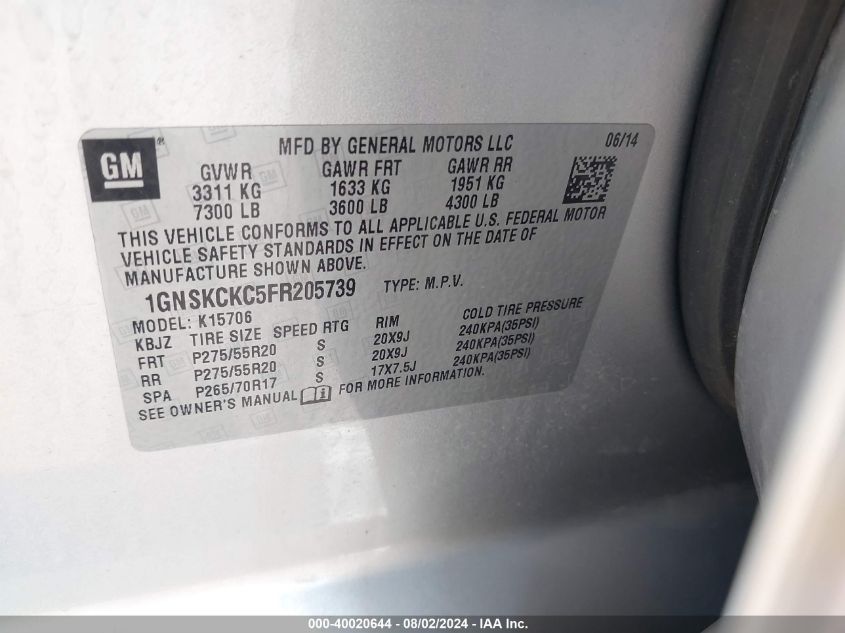 GM
MFD BY GENERAL MOTORS LLC 06/14
GVWR GAWR FRT GAWR RR
3311 KG 1633 KG 1951 KG
7300 LB 3600 LB 4300 LB
THIS VEHICLE CONFORMS TO ALL APPLICABLE U.S. FEDERAL MOTOR
VEHICLE SAFETY STANDARDS IN EFFECT ON THE DATE OF
MANUFACTURE SHOWN ABOVE.
1GNSKCKC5FR205739 TYPE: M.P.V.
MODEL: K15706
KBJZ TIRE SIZE SPEED RTG RIM COLD TIRE PRESSURE
FRT P275/55R20 S 20X9J 240KPA(35PSI)
RR P275/55R20 S 20X9J 240KPA(35PSI)
SPA P265/70R17 S 17X7.5J 240KPA(35PSI)
SEE OWNER'S MANUAL FOR MORE INFORMATION.
000-40020644 - 08/02/2024 - IAAI.COM